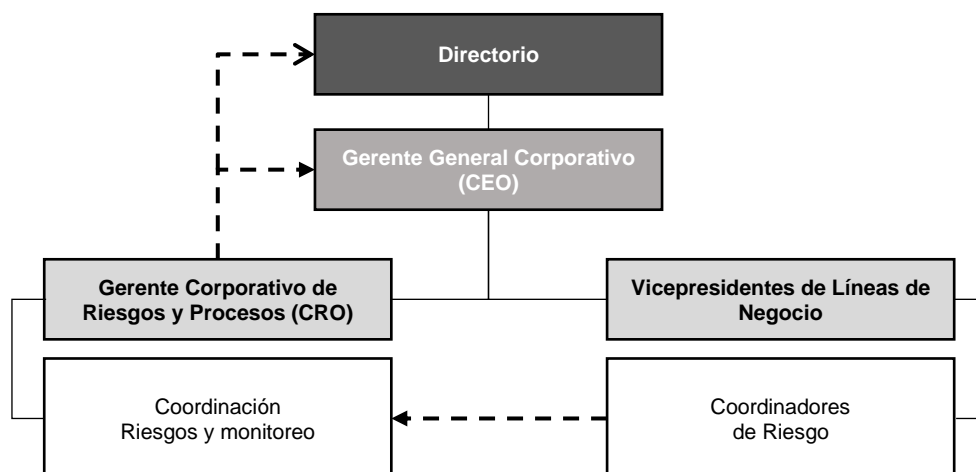 Directorio
Gerente General Corporativo
(CEO)
Gerente Corporativo de
Riesgos y Procesos (CRO)
Vicepresidentes de Líneas de
Negocio
Coordinación
Riesgos y monitoreo
Coordinadores
de Riesgo